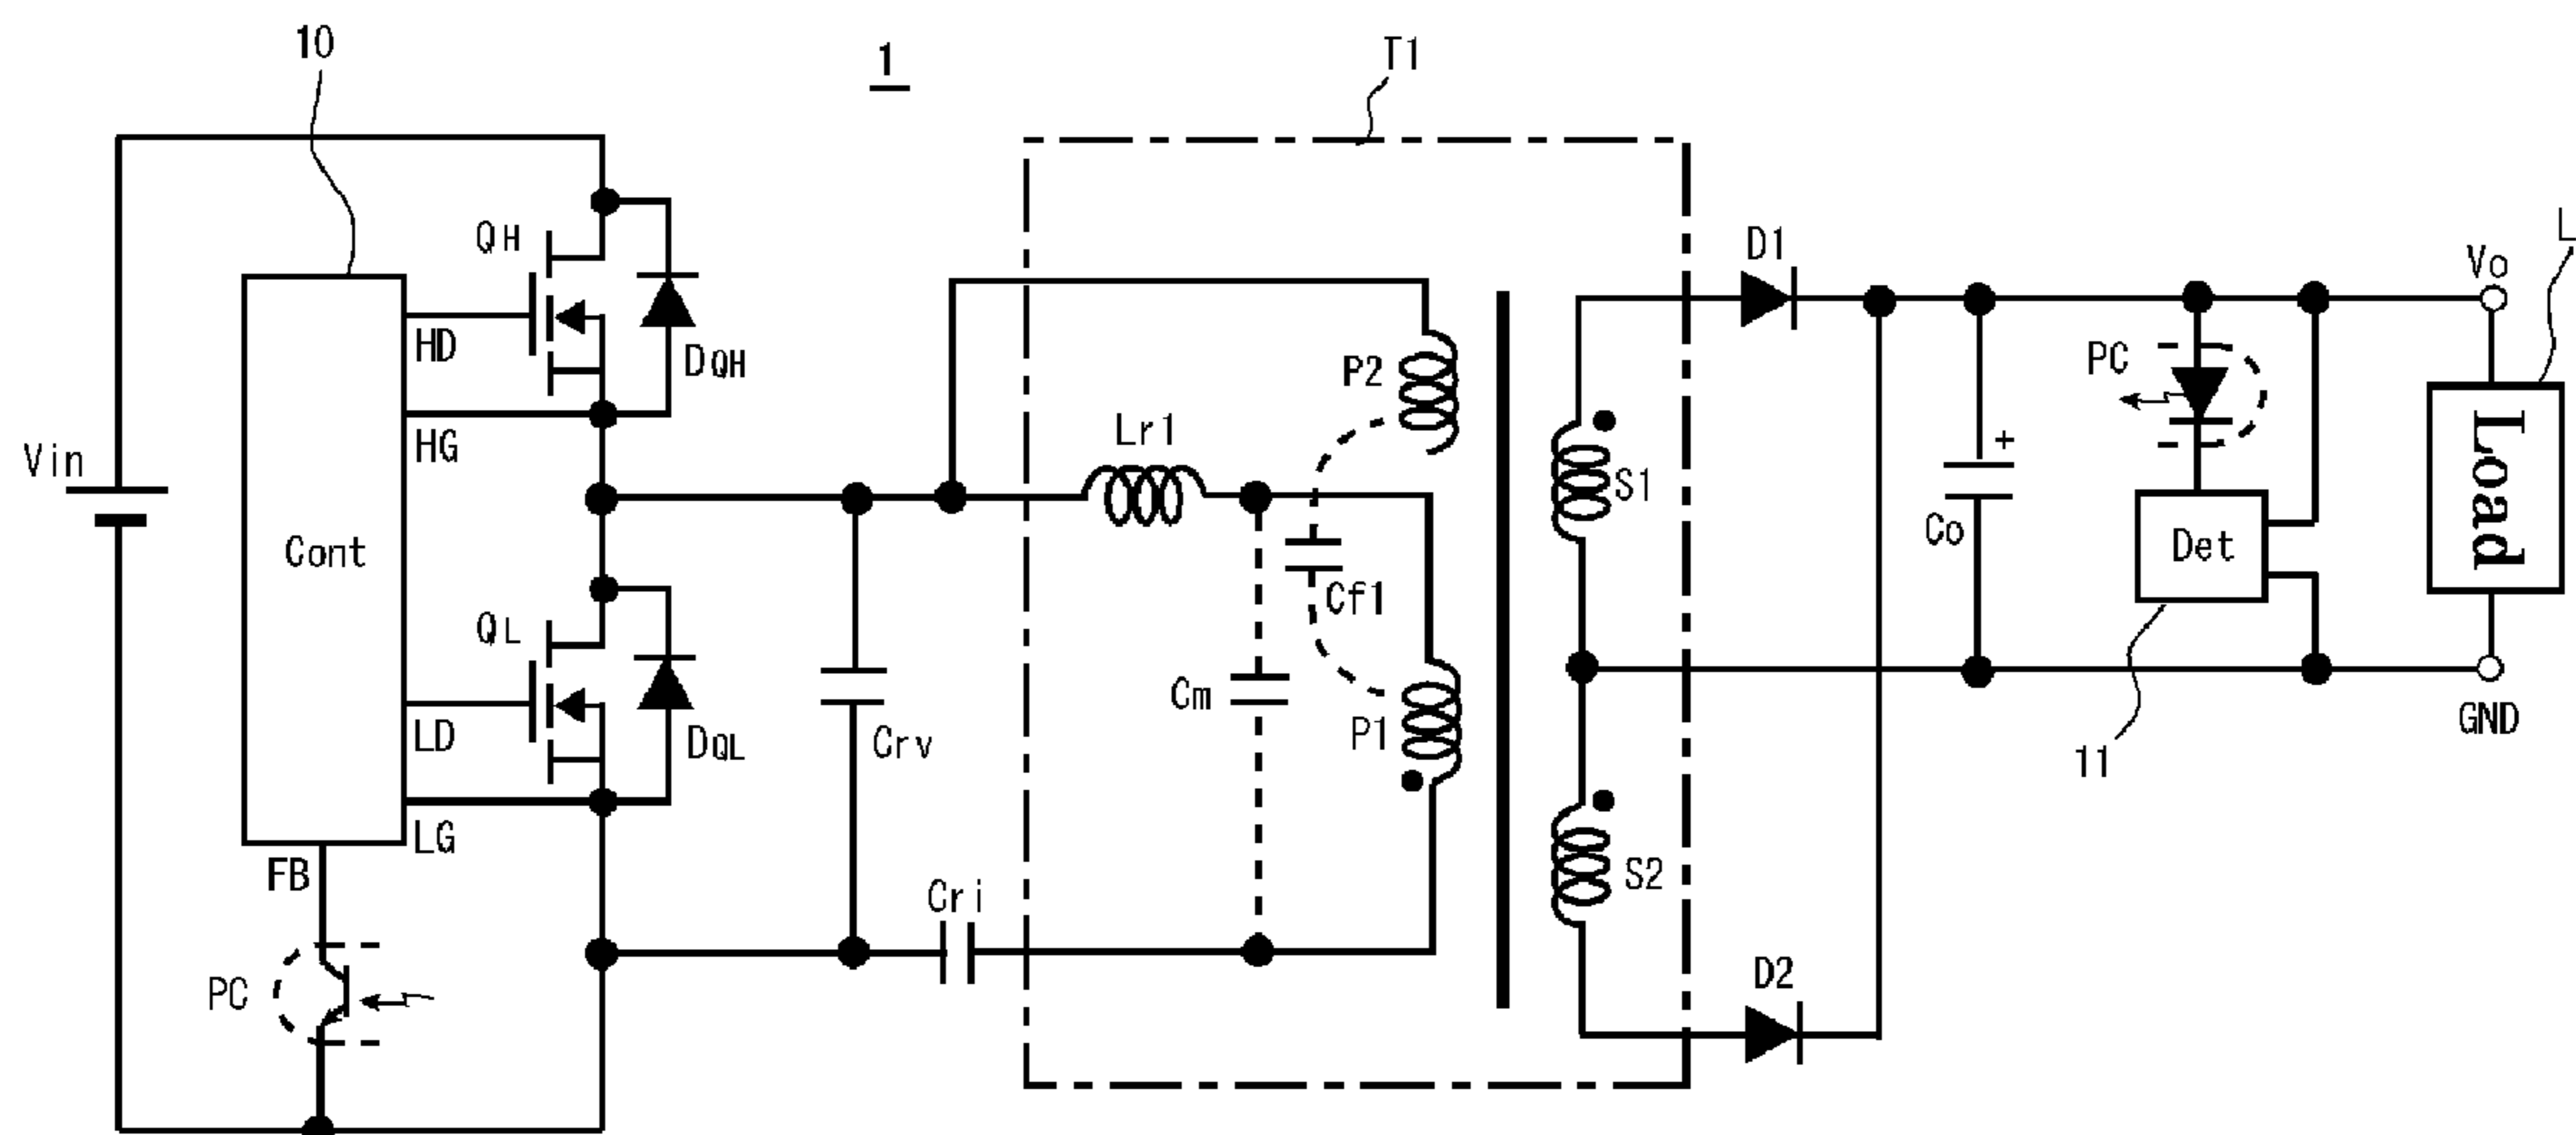 10
1
T1
L
QH
D1
Vo
HD
DQH
P2
PC
Lr1
HG
Vin
S1
+
Load
Co
Det
Cont
Cf1
QL
Cm
P1
GND
LD
DQL
Crv
11
LG
FB
Cri
S2
D2
PC